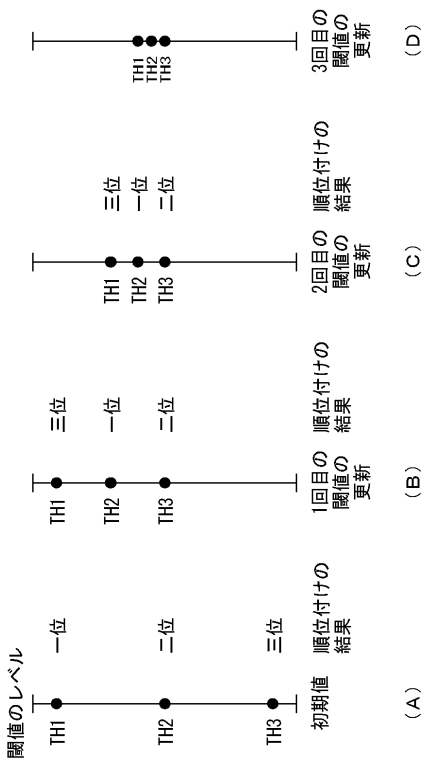 閾値のレベル
TH1
一位
TH2
二位
TH3
三位
初期値
順位付けの
結果
(A)
TH1
三位
TH2
一位
TH3
二位
1回目の
閾値の
更新
順位付けの
結果
(B)
TH1
三位
TH2
一位
TH3
二位
2回目の
閾値の
更新
順位付けの
結果
(C)
TH1
TH2
TH3
3回目の
閾値の
更新
(D)